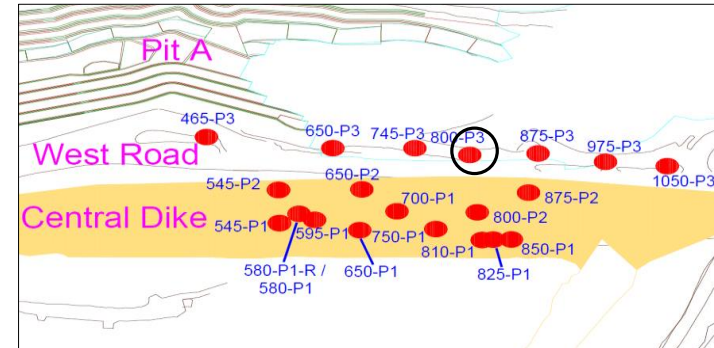 Pit A
465-P3
650-P3
745-P3
800-P3
875-P3
975-P3
1050-P3
West Road
545-P2
650-P2
700-P1
875-P2
Central Dike
545-P1
595-P1
750-P1
800-P2
810-P1
850-P1
580-P1-R /
580-P1
650-P1
825-P1